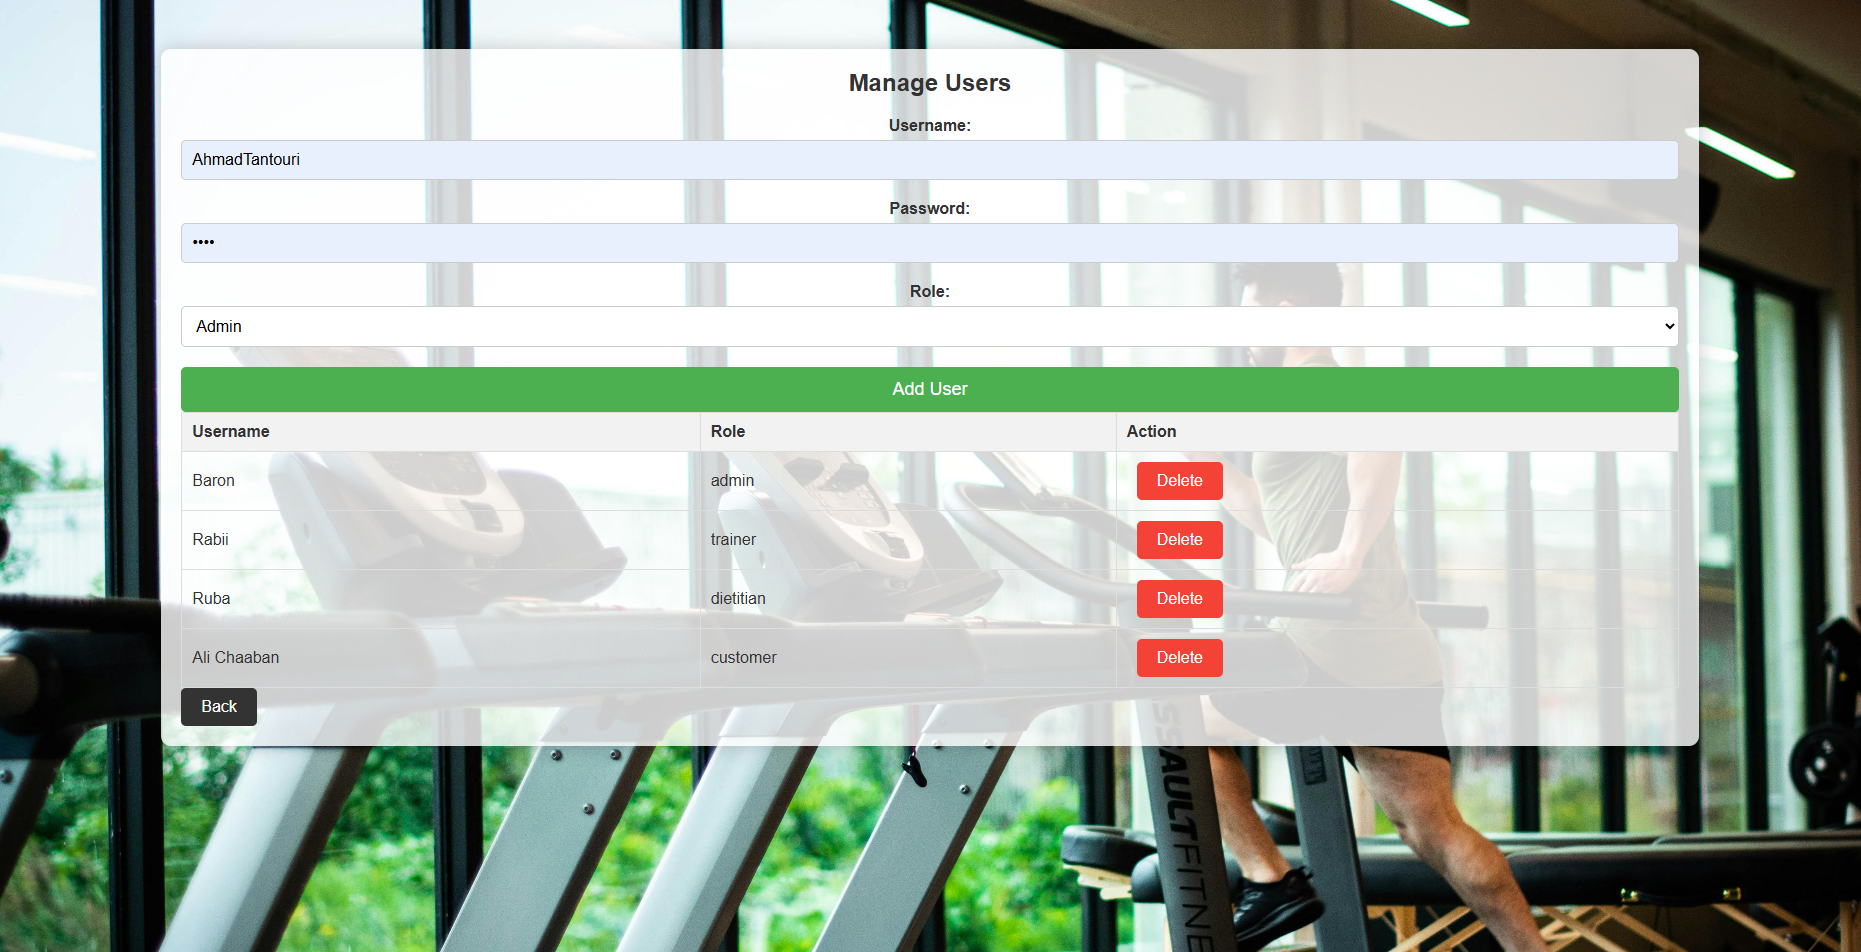 Manage Users
Username:
AhmadTantouri
Password:
••••
Role:
Admin
Add User
Username Role Action
Baron admin Delete
Rabii trainer Delete
Ruba dietitian Delete
Ali Chaaban customer Delete
Back
SSAULTFITNE